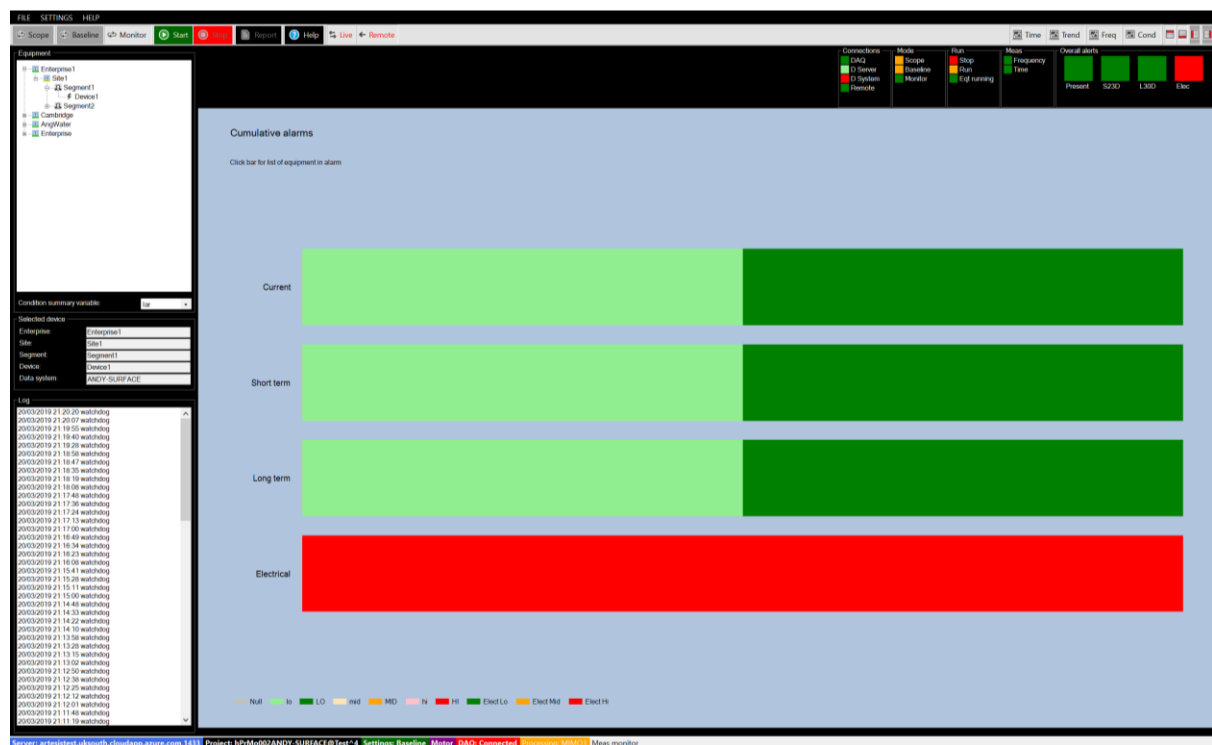 FILE SETTINGS HELP
Scope Baseline Monitor Start Stop Report Help Live Remote Time Trend Freq Cond
Equipment
Enterprise1
Site1
Segment1
Device1
Segment2
Cambridge
AngWater
Enterprise
Connections Mode Run Meas Overall alerts
DAQ Scope Stop Frequency
D Server Baseline Run Time
D System Monitor Eqt running
Remote
Present S23D L30D Elec
Cumulative alarms
Click bar for list of equipment in alarm
Current
Short term
Long term
Electrical
Null lo LO mid MID hi HI Elect Lo Elect Mid Elect Hi
Condition summary variable: tar
Selected device
Enterprise: Enterprise1
Site: Site1
Segment: Segment1
Device: Device1
Data system: ANDY-SURFACE
Log
20/03/2019 21:20:20 watchdog
20/03/2019 21:20:07 watchdog
20/03/2019 21:19:55 watchdog
20/03/2019 21:19:40 watchdog
20/03/2019 21:19:28 watchdog
20/03/2019 21:18:58 watchdog
20/03/2019 21:18:47 watchdog
20/03/2019 21:18:35 watchdog
20/03/2019 21:18:19 watchdog
20/03/2019 21:18:08 watchdog
20/03/2019 21:17:48 watchdog
20/03/2019 21:17:36 watchdog
20/03/2019 21:17:24 watchdog
20/03/2019 21:17:13 watchdog
20/03/2019 21:17:00 watchdog
20/03/2019 21:16:49 watchdog
20/03/2019 21:16:34 watchdog
20/03/2019 21:16:23 watchdog
20/03/2019 21:16:08 watchdog
20/03/2019 21:15:41 watchdog
20/03/2019 21:15:28 watchdog
20/03/2019 21:15:11 watchdog
20/03/2019 21:15:00 watchdog
20/03/2019 21:14:48 watchdog
20/03/2019 21:14:33 watchdog
20/03/2019 21:14:22 watchdog
20/03/2019 21:14:10 watchdog
20/03/2019 21:13:58 watchdog
20/03/2019 21:13:28 watchdog
20/03/2019 21:13:15 watchdog
20/03/2019 21:13:02 watchdog
20/03/2019 21:12:50 watchdog
20/03/2019 21:12:38 watchdog
20/03/2019 21:12:25 watchdog
20/03/2019 21:12:12 watchdog
20/03/2019 21:12:01 watchdog
20/03/2019 21:11:48 watchdog
20/03/2019 21:11:19 watchdog
Server: artesistest.uksouth.cloudapp.azure.com,1433 Project: hPrMo002ANDY-SURFACE@Test^4 Settings: Baseline Motor DAQ: Connected Processing: MIMO1 Meas monitor